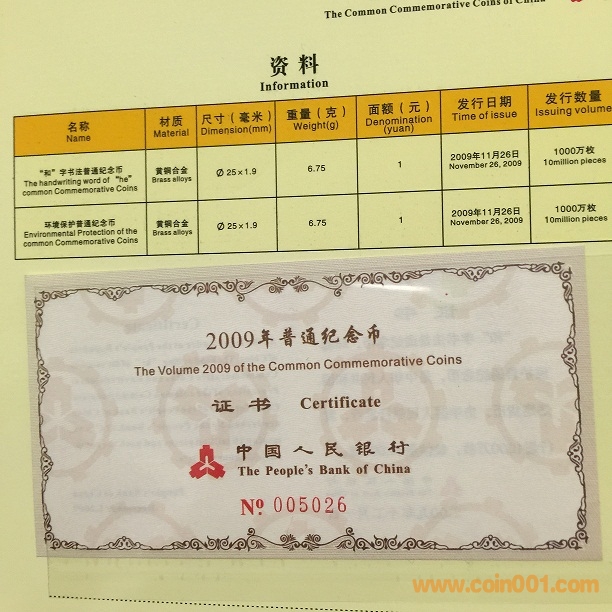 The Common Commemorative Coins of China
资料
Information
名称 材质 尺寸（毫米） 重量（克） 面额（元） 发行日期 发行数量
Name Material Dimension(mm) Weight(g) Denomination (yuan) Time of issue Issuing volume
“和”字书法普通纪念币 黄铜合金 Ø 25×1.9 6.75 1 2009年11月26日 1000万枚
The handwriting word of “he” Brass alloys November 26, 2009 10million pieces
common Commemorative Coins
环境保护普通纪念币 黄铜合金 Ø 25×1.9 6.75 1 2009年11月26日 1000万枚
Environmental Protection of the Brass alloys November 26, 2009 10million pieces
common Commemorative Coins
2009年普通纪念币
The Volume 2009 of the Common Commemorative Coins
证书 Certificate
中国人民银行
The People's Bank of China
№ 005026
www.coin001.com